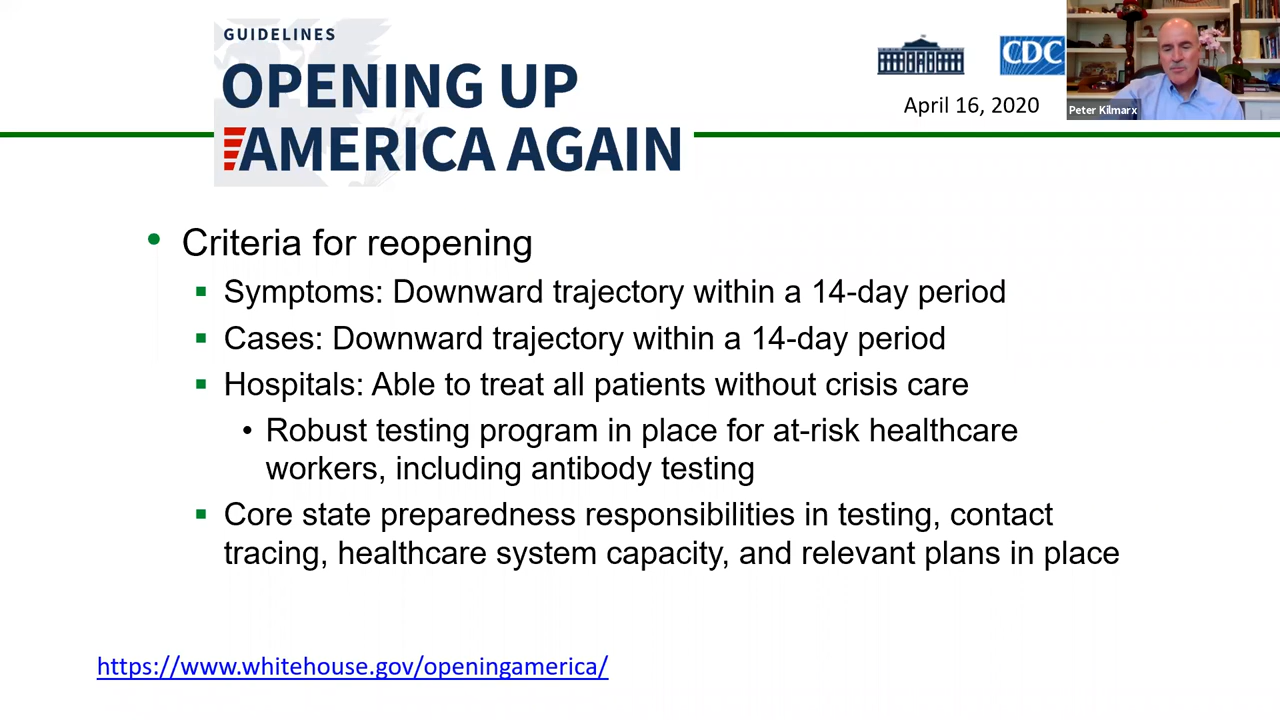 GUIDELINES
OPENING UP
AMERICA AGAIN
CDC
April 16, 2020
Peter Kilmarx
• Criteria for reopening
▪ Symptoms: Downward trajectory within a 14-day period
▪ Cases: Downward trajectory within a 14-day period
▪ Hospitals: Able to treat all patients without crisis care
• Robust testing program in place for at-risk healthcare
workers, including antibody testing
▪ Core state preparedness responsibilities in testing, contact
tracing, healthcare system capacity, and relevant plans in place
https://www.whitehouse.gov/openingamerica/